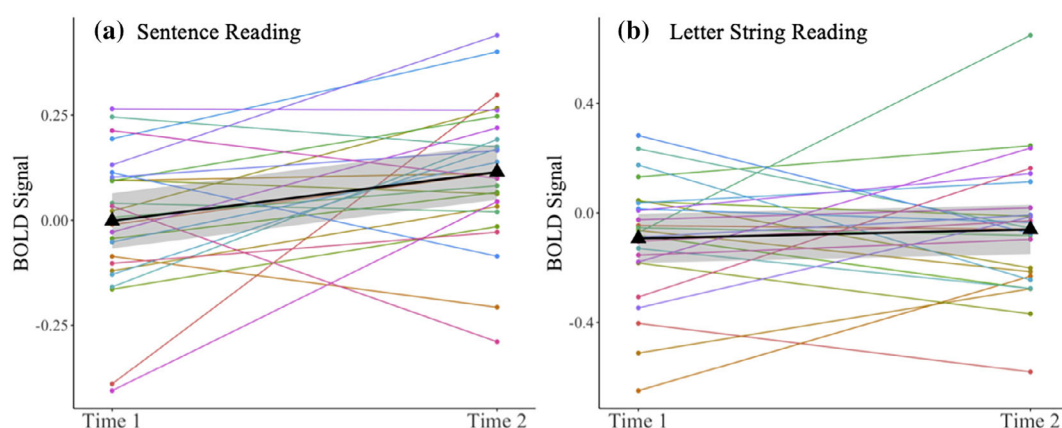 (a) Sentence Reading
BOLD Signal
0.25
0.00
-0.25
Time 1 Time 2
(b) Letter String Reading
BOLD Signal
0.4
0.0
-0.4
Time 1 Time 2